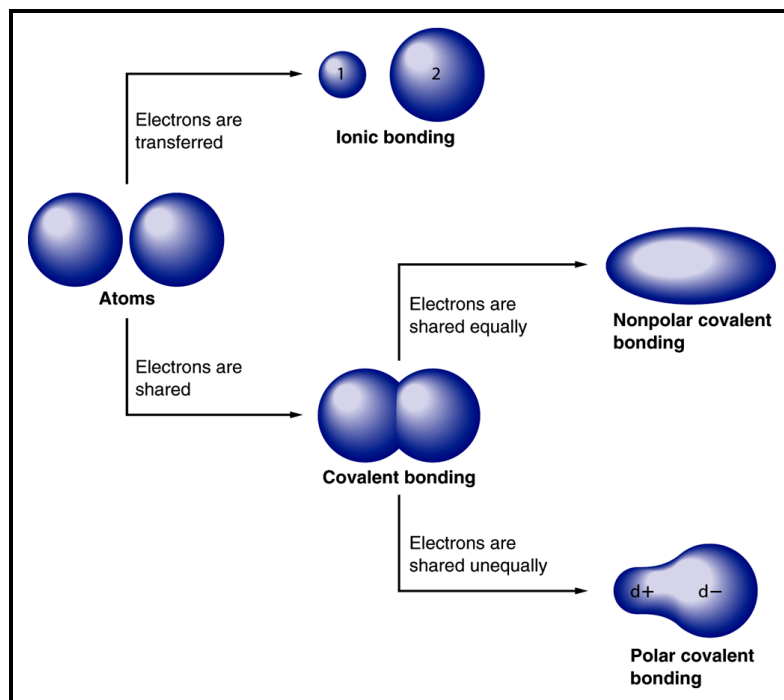 1
2
Ionic bonding
Electrons are
transferred
Atoms
Electrons are
shared
Covalent bonding
Electrons are
shared equally
Nonpolar covalent
bonding
Electrons are
shared unequally
d+ d−
Polar covalent
bonding